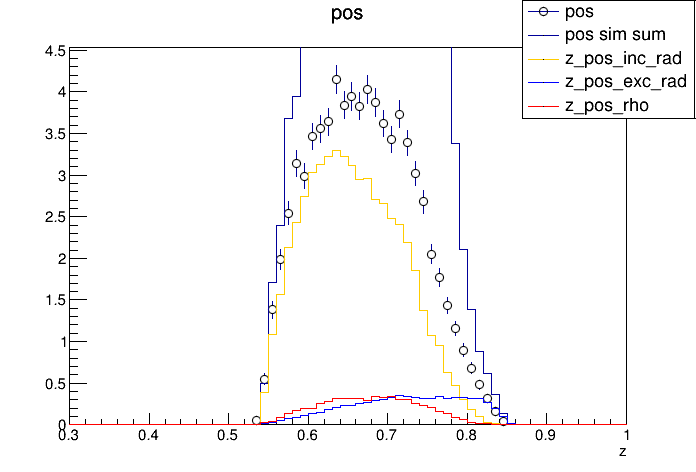 pos
pos
pos sim sum
z_pos_inc_rad
z_pos_exc_rad
z_pos_rho
4.5
4
3.5
3
2.5
2
1.5
1
0.5
0
0.3 0.4 0.5 0.6 0.7 0.8 0.9 1
z